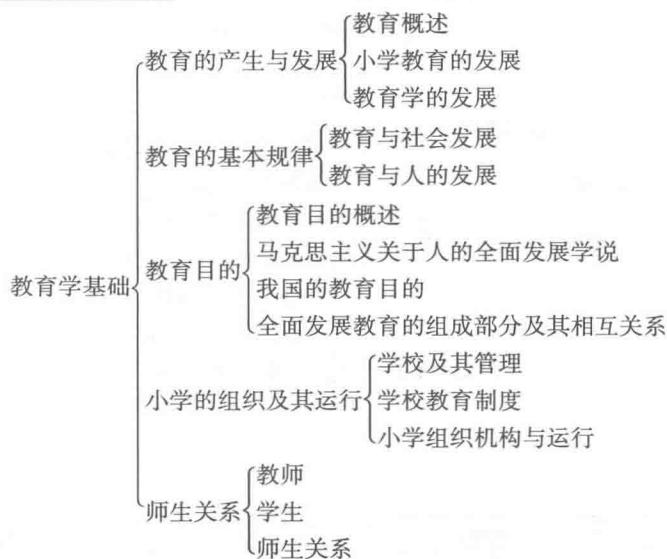 教育学基础
教育的产生与发展
教育概述
小学教育的发展
教育学的发展
教育的基本规律
教育与社会发展
教育与人的发展
教育目的
教育目的概述
马克思主义关于人的全面发展学说
我国的教育目的
全面发展教育的组成部分及其相互关系
小学的组织及其运行
学校及其管理
学校教育制度
小学组织机构与运行
师生关系
教师
学生
师生关系